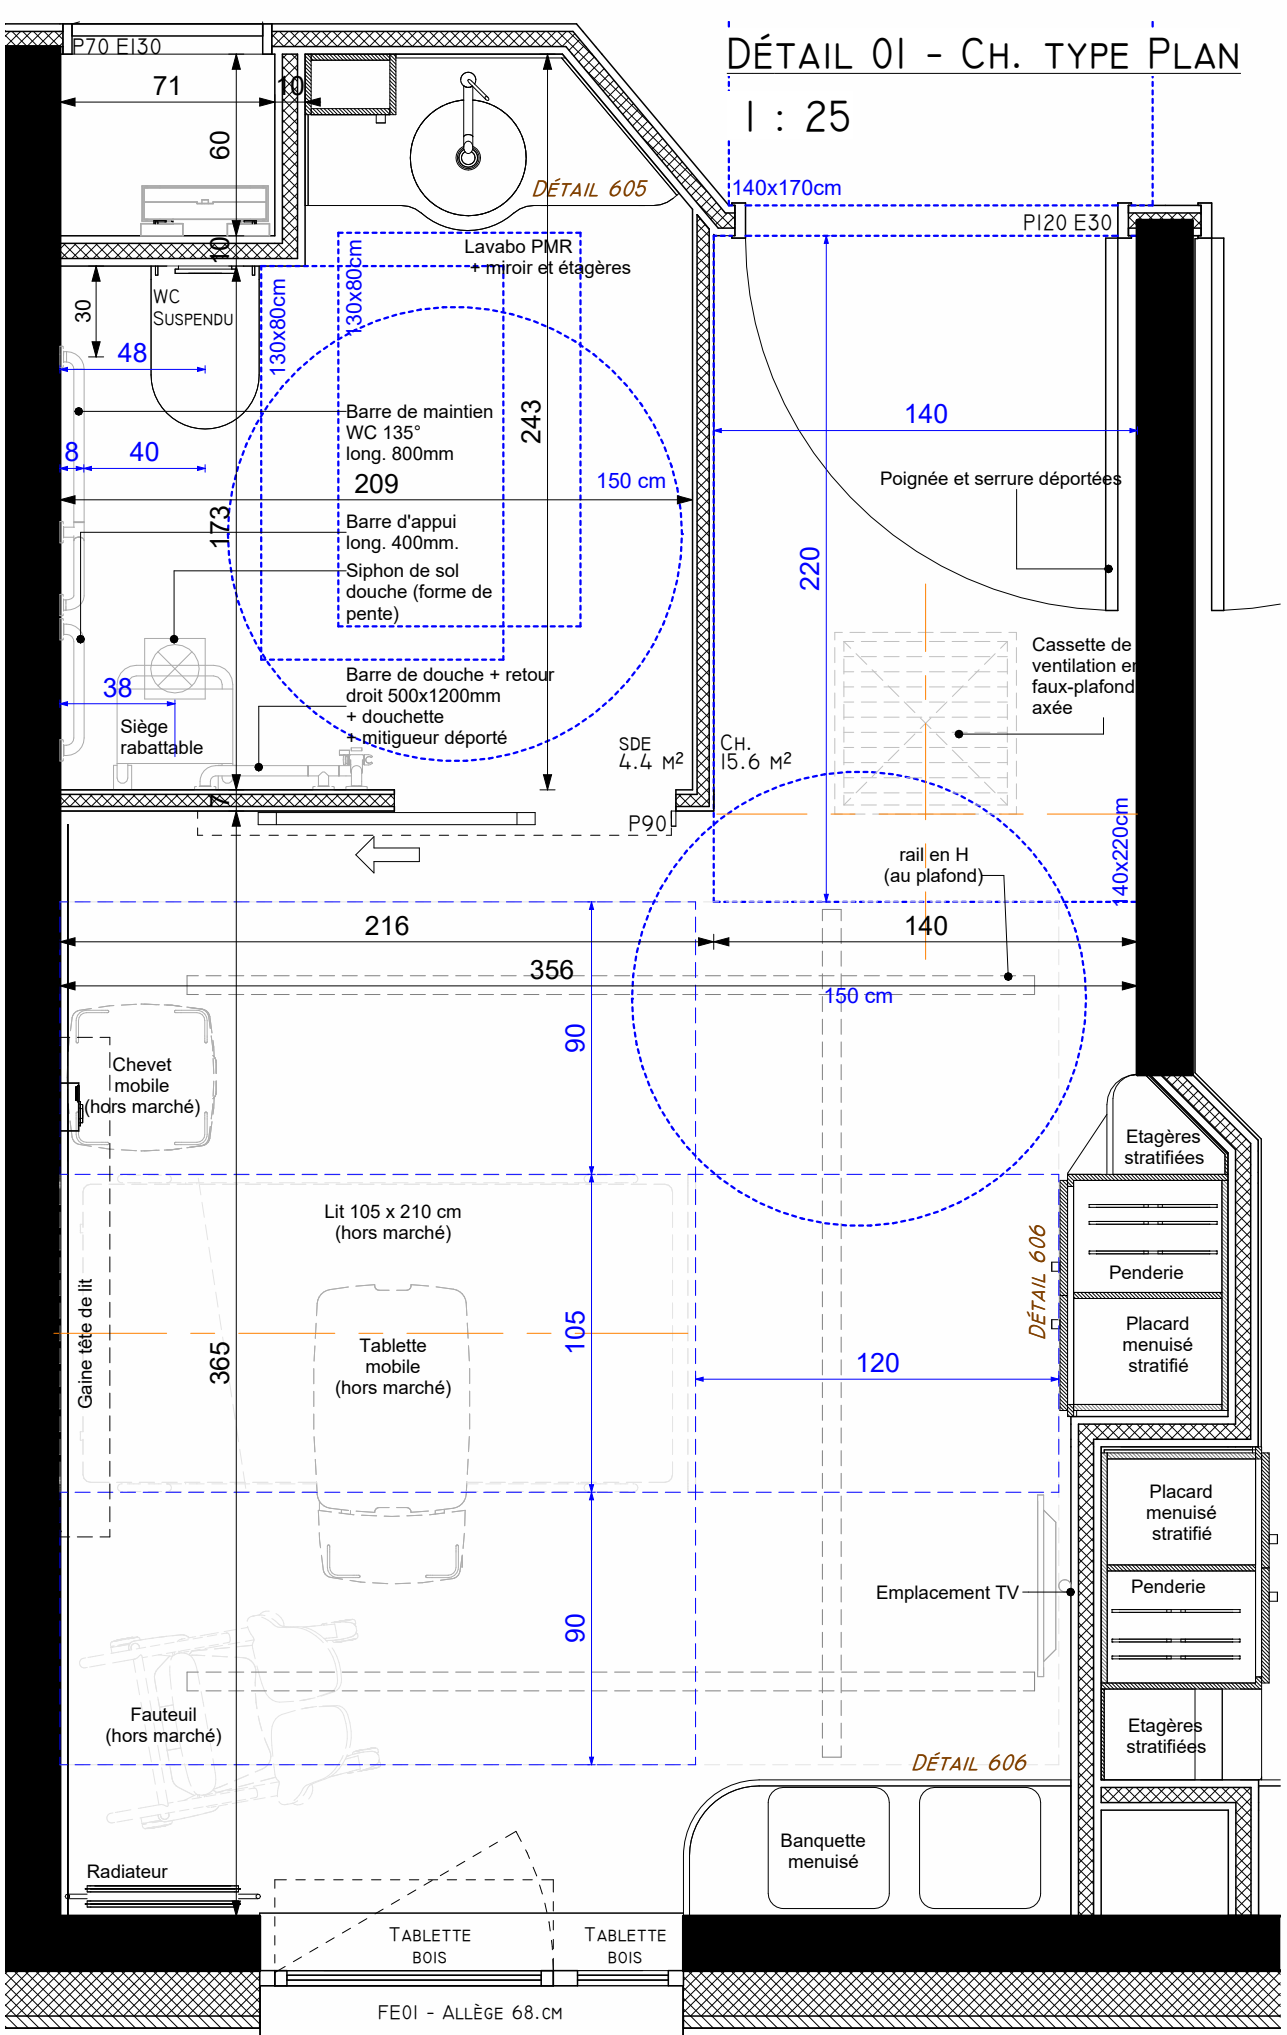 DÉTAIL 01 - CH. TYPE PLAN
1 : 25
P70 E130
71
10
60
10
DÉTAIL 605
140x170cm
P120 E30
Lavabo PMR
+ miroir et étagères
130x80cm
130x80cm
WC
SUSPENDU
30
48
Barre de maintien
WC 135°
long. 800mm
243
140
8
40
150 cm
Poignée et serrure déportées
209
173
Barre d'appui
long. 400mm.
220
Siphon de sol
douche (forme de
pente)
Cassette de
ventilation en
faux-plafond
axée
Barre de douche + retour
droit 500x1200mm
+ douchette
+ mitigueur déporté
38
Siège
rabattable
SDE
4.4 M²
CH.
15.6 M²
7
P90
140x220cm
rail en H
(au plafond)
216
140
356
150 cm
90
Chevet
mobile
(hors marché)
Etagères
stratifiées
Lit 105 x 210 cm
(hors marché)
DÉTAIL 606
Penderie
Gaine tête de lit
105
365
Tablette
mobile
(hors marché)
120
Placard
menuisé
stratifié
Placard
menuisé
stratifié
Emplacement TV
Penderie
90
Fauteuil
(hors marché)
Etagères
stratifiées
DÉTAIL 606
Banquette
menuisé
Radiateur
TABLETTE
BOIS
TABLETTE
BOIS
FE01 - ALLÈGE 68.CM